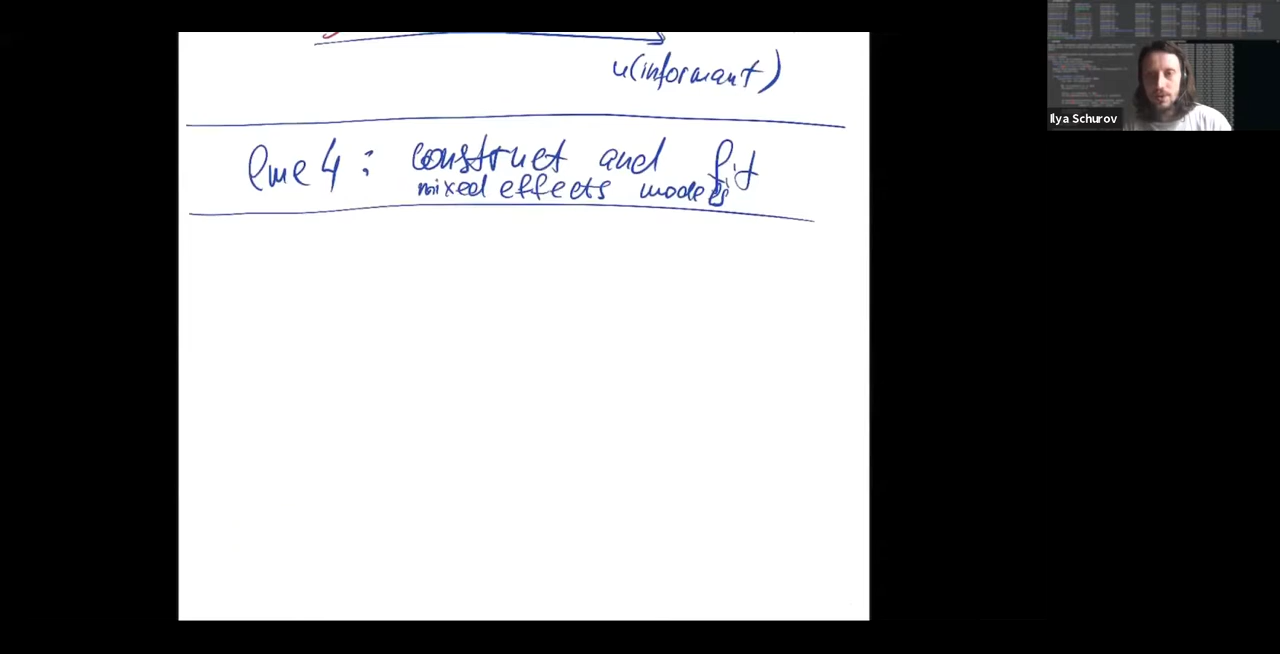 u(informant)
lme4: construct and fit
mixed effects models
Ilya Schurov